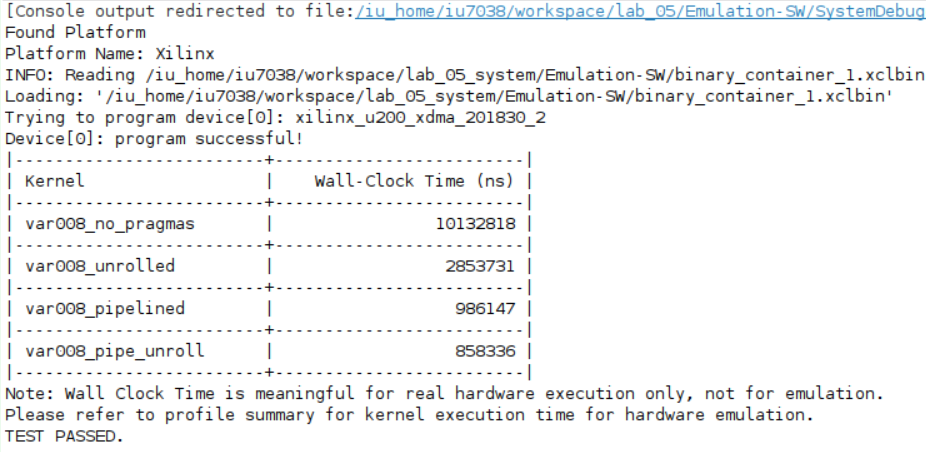 [Console output redirected to file:/iu_home/iu7038/workspace/lab_05/Emulation-SW/SystemDebug
Found Platform
Platform Name: Xilinx
INFO: Reading /iu_home/iu7038/workspace/lab_05_system/Emulation-SW/binary_container_1.xclbin
Loading: '/iu_home/iu7038/workspace/lab_05_system/Emulation-SW/binary_container_1.xclbin'
Trying to program device[0]: xilinx_u200_xdma_201830_2
Device[0]: program successful!
|-------------------------+-------------------------|
| Kernel                  |    Wall-Clock Time (ns) |
|-------------------------+-------------------------|
| var008_no_pragmas       |                10132818 |
|-------------------------+-------------------------|
| var008_unrolled         |                 2853731 |
|-------------------------+-------------------------|
| var008_pipelined        |                  986147 |
|-------------------------+-------------------------|
| var008_pipe_unroll      |                  858336 |
|-------------------------+-------------------------|
Note: Wall Clock Time is meaningful for real hardware execution only, not for emulation.
Please refer to profile summary for kernel execution time for hardware emulation.
TEST PASSED.